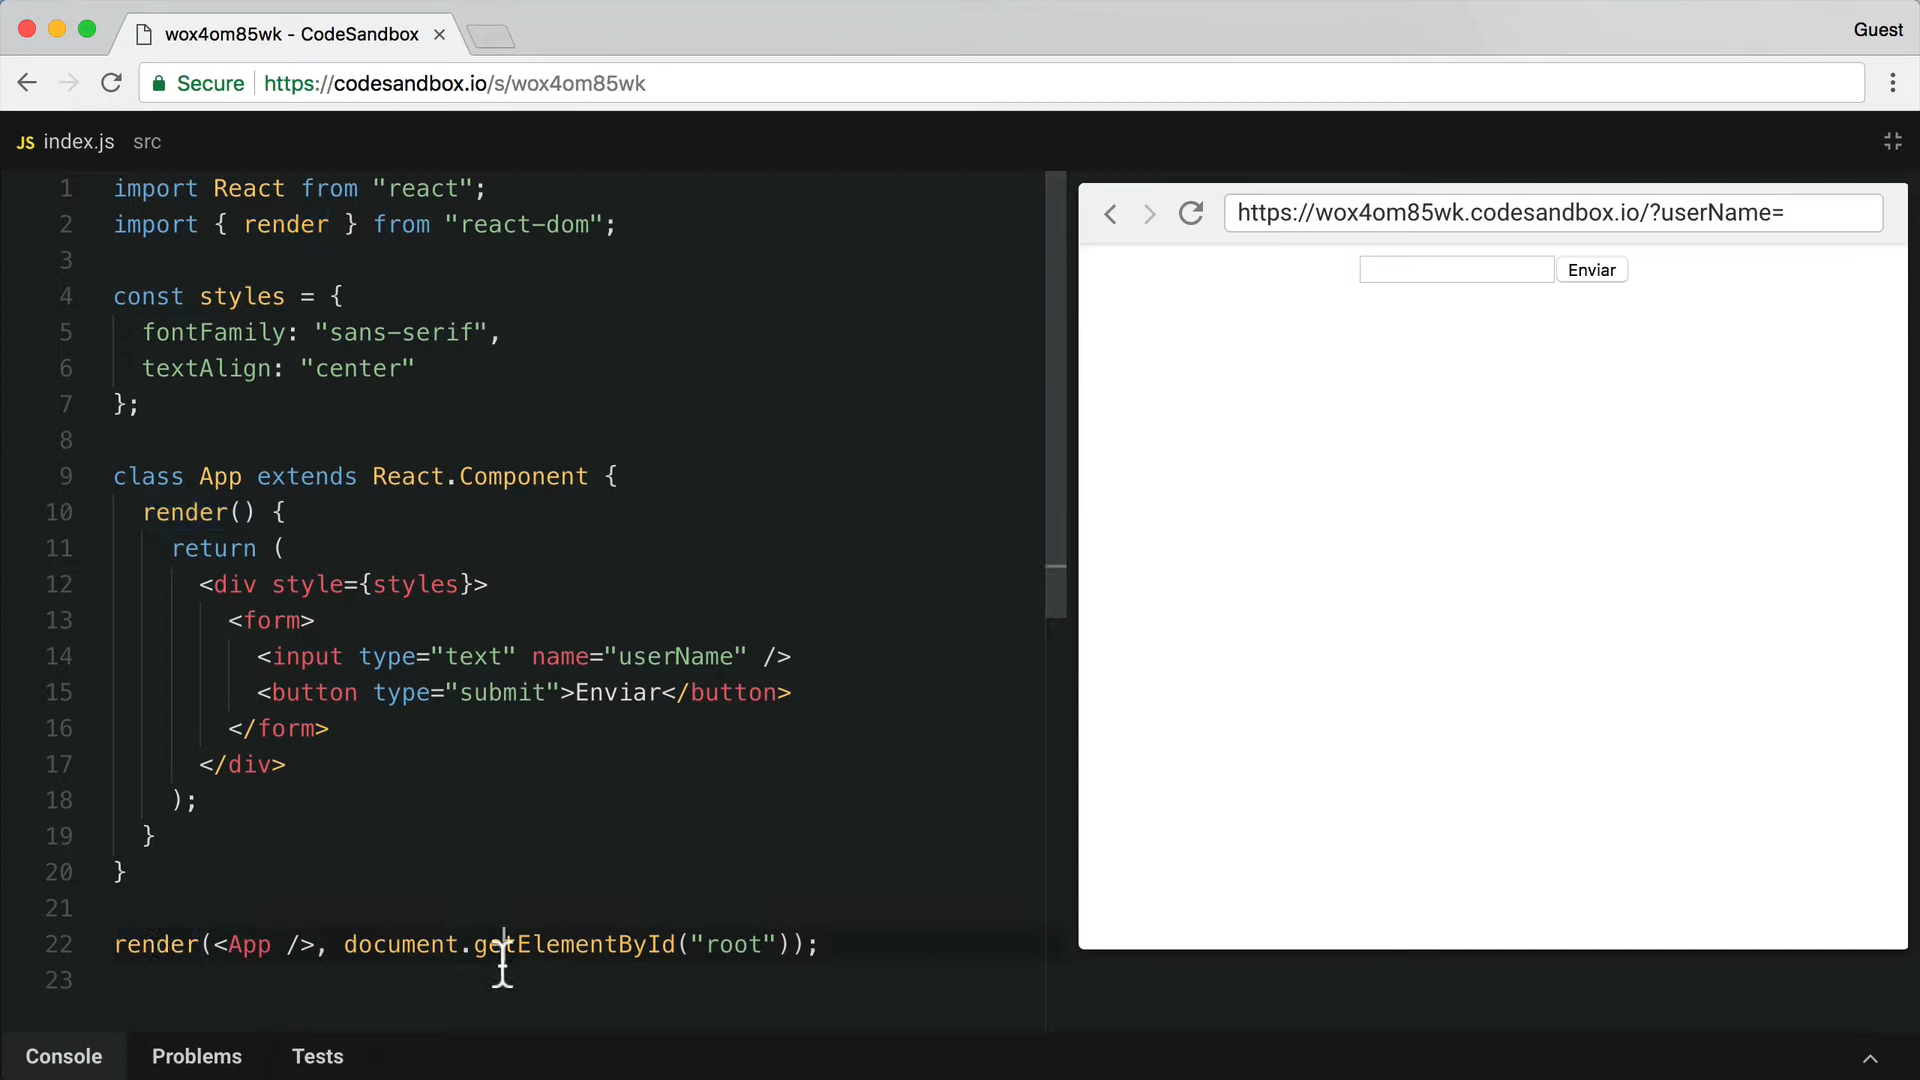 wox4om85wk - CodeSandbox
Guest
Secure https://codesandbox.io/s/wox4om85wk
JS index.js src
1 import React from "react";
2 import { render } from "react-dom";
3
4 const styles = {
5 fontFamily: "sans-serif",
6 textAlign: "center"
7 };
8
9 class App extends React.Component {
10 render() {
11 return (
12 <div style={styles}>
13 <form>
14 <input type="text" name="userName" />
15 <button type="submit">Enviar</button>
16 </form>
17 </div>
18 );
19 }
20 }
21
22 render(<App />, document.getElementById("root"));
23
https://wox4om85wk.codesandbox.io/?userName=
Enviar
Console Problems Tests